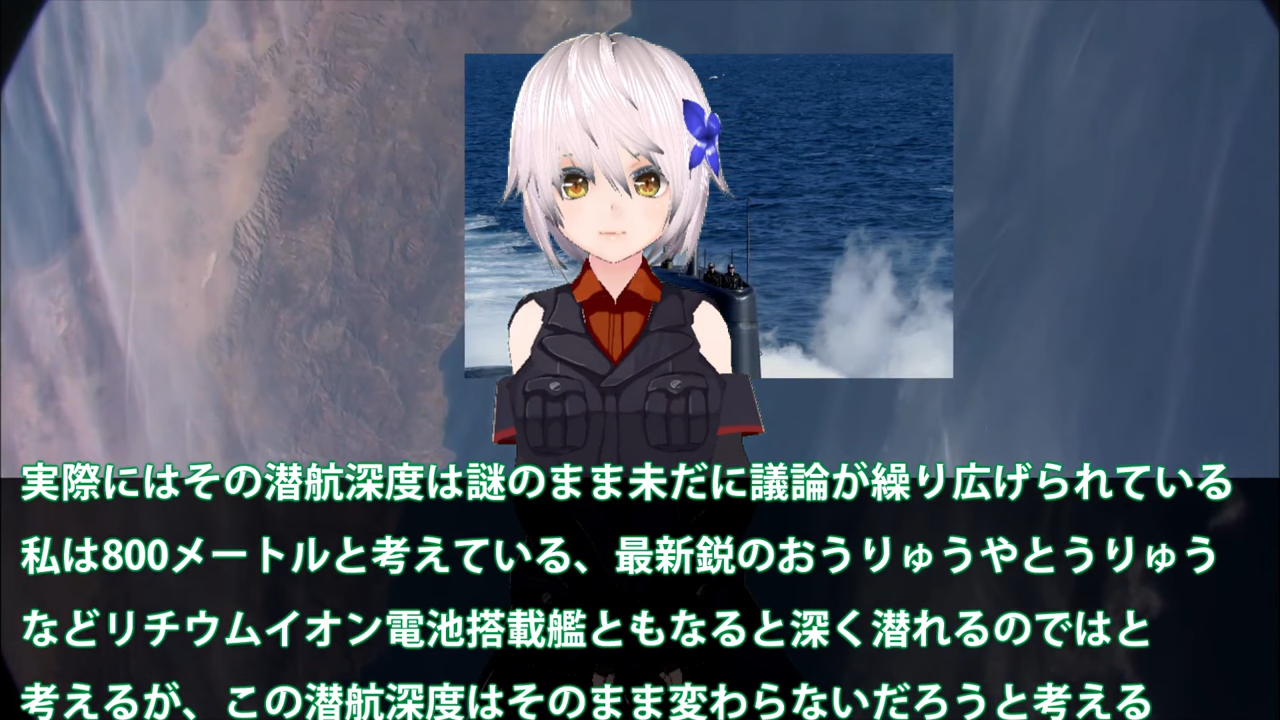 実際にはその潜航深度は謎のまま未だに議論が繰り広げられている
私は800メートルと考えている、最新鋭のおうりゅうやとうりゅう
などリチウムイオン電池搭載艦ともなると深く潜れるのではと
考えるが、この潜航深度はそのまま変わらないだろうと考える